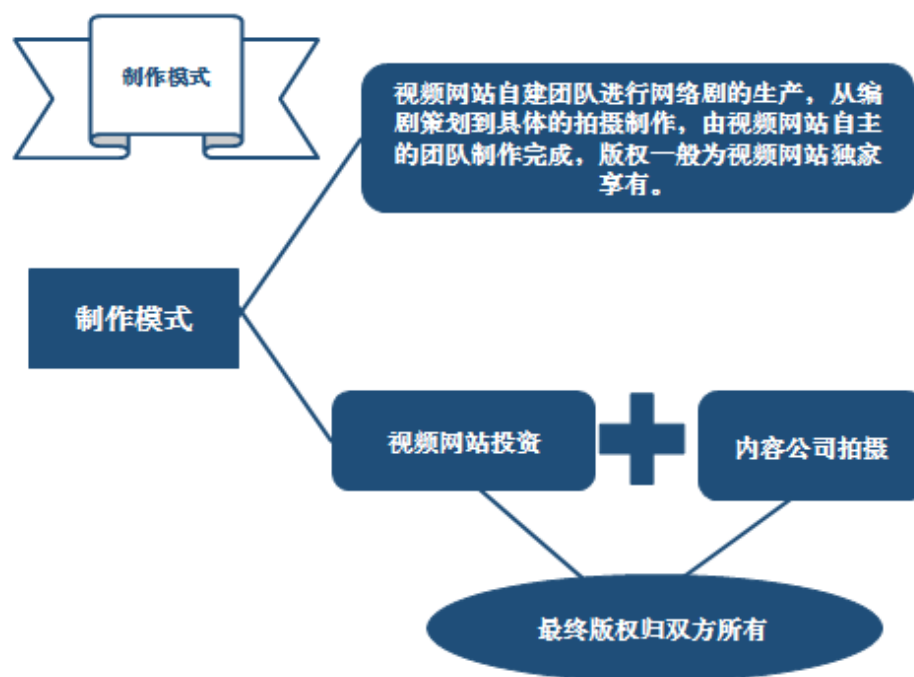 制作模式
视频网站自建团队进行网络剧的生产，从编
剧策划到具体的拍摄制作，由视频网站自主
的团队制作完成，版权一般为视频网站独家
享有。
制作模式
视频网站投资
内容公司拍摄
最终版权归双方所有